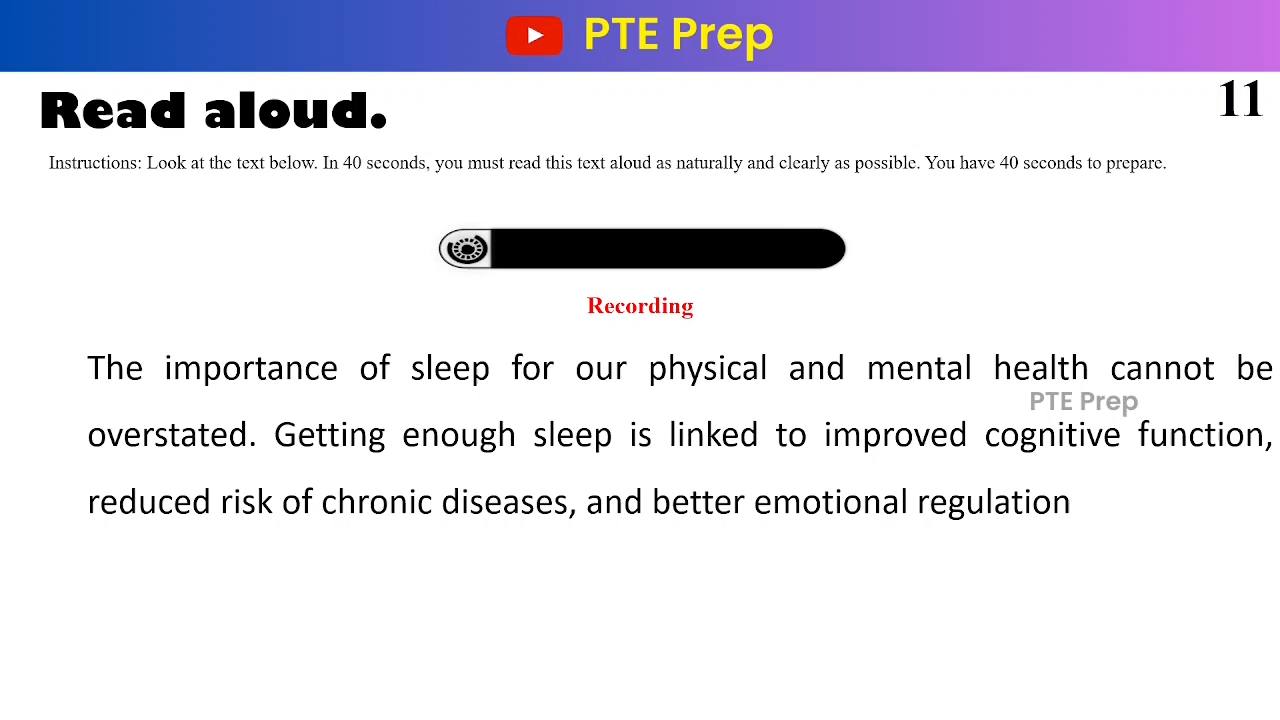 PTE Prep
Read aloud.
11
Instructions: Look at the text below. In 40 seconds, you must read this text aloud as naturally and clearly as possible. You have 40 seconds to prepare.
Recording
The importance of sleep for our physical and mental health cannot be
PTE Prep
overstated. Getting enough sleep is linked to improved cognitive function,
reduced risk of chronic diseases, and better emotional regulation